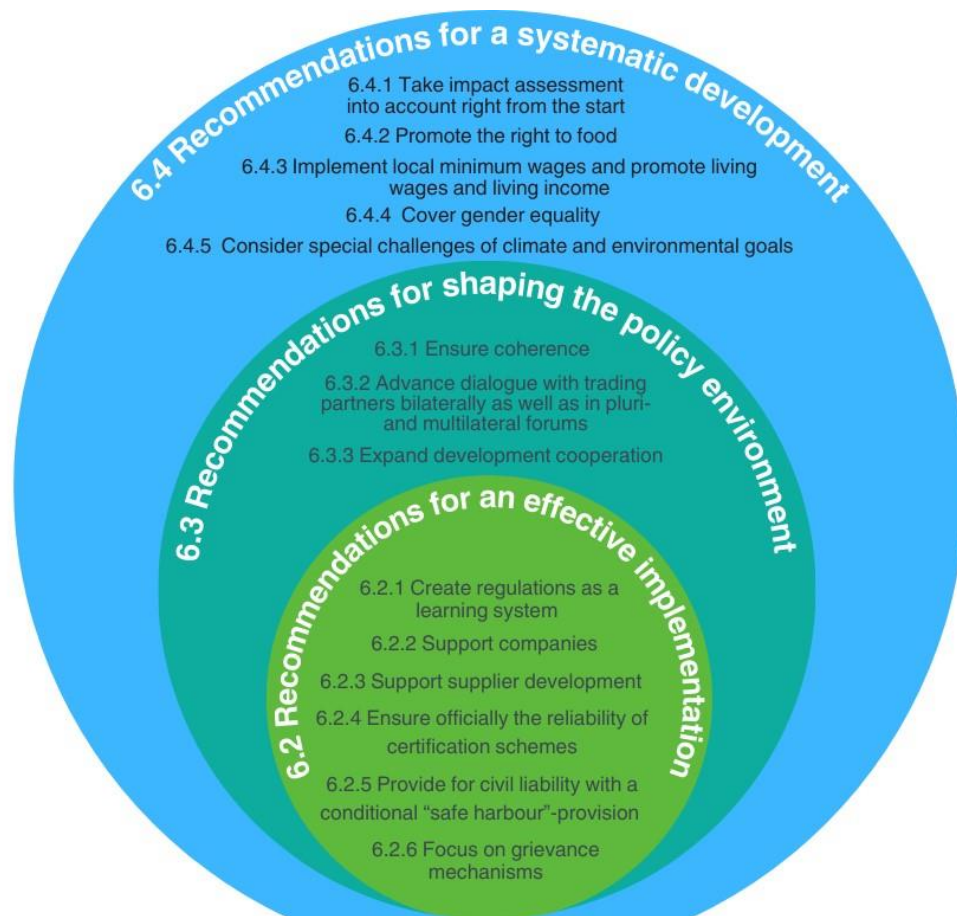 6.4 Recommendations for a systematic development
6.4.1 Take impact assessment
into account right from the start
6.4.2 Promote the right to food
6.4.3 Implement local minimum wages and promote living
wages and living income
6.4.4 Cover gender equality
6.4.5 Consider special challenges of climate and environmental goals
6.3 Recommendations for shaping the policy environment
6.3.1 Ensure coherence
6.3.2 Advance dialogue with trading
partners bilaterally as well as in pluri-
and multilateral forums
6.3.3 Expand development cooperation
6.2 Recommendations for an effective implementation
6.2.1 Create regulations as a
learning system
6.2.2 Support companies
6.2.3 Support supplier development
6.2.4 Ensure officially the reliability of
certification schemes
6.2.5 Provide for civil liability with a
conditional “safe harbour”-provision
6.2.6 Focus on grievance
mechanisms